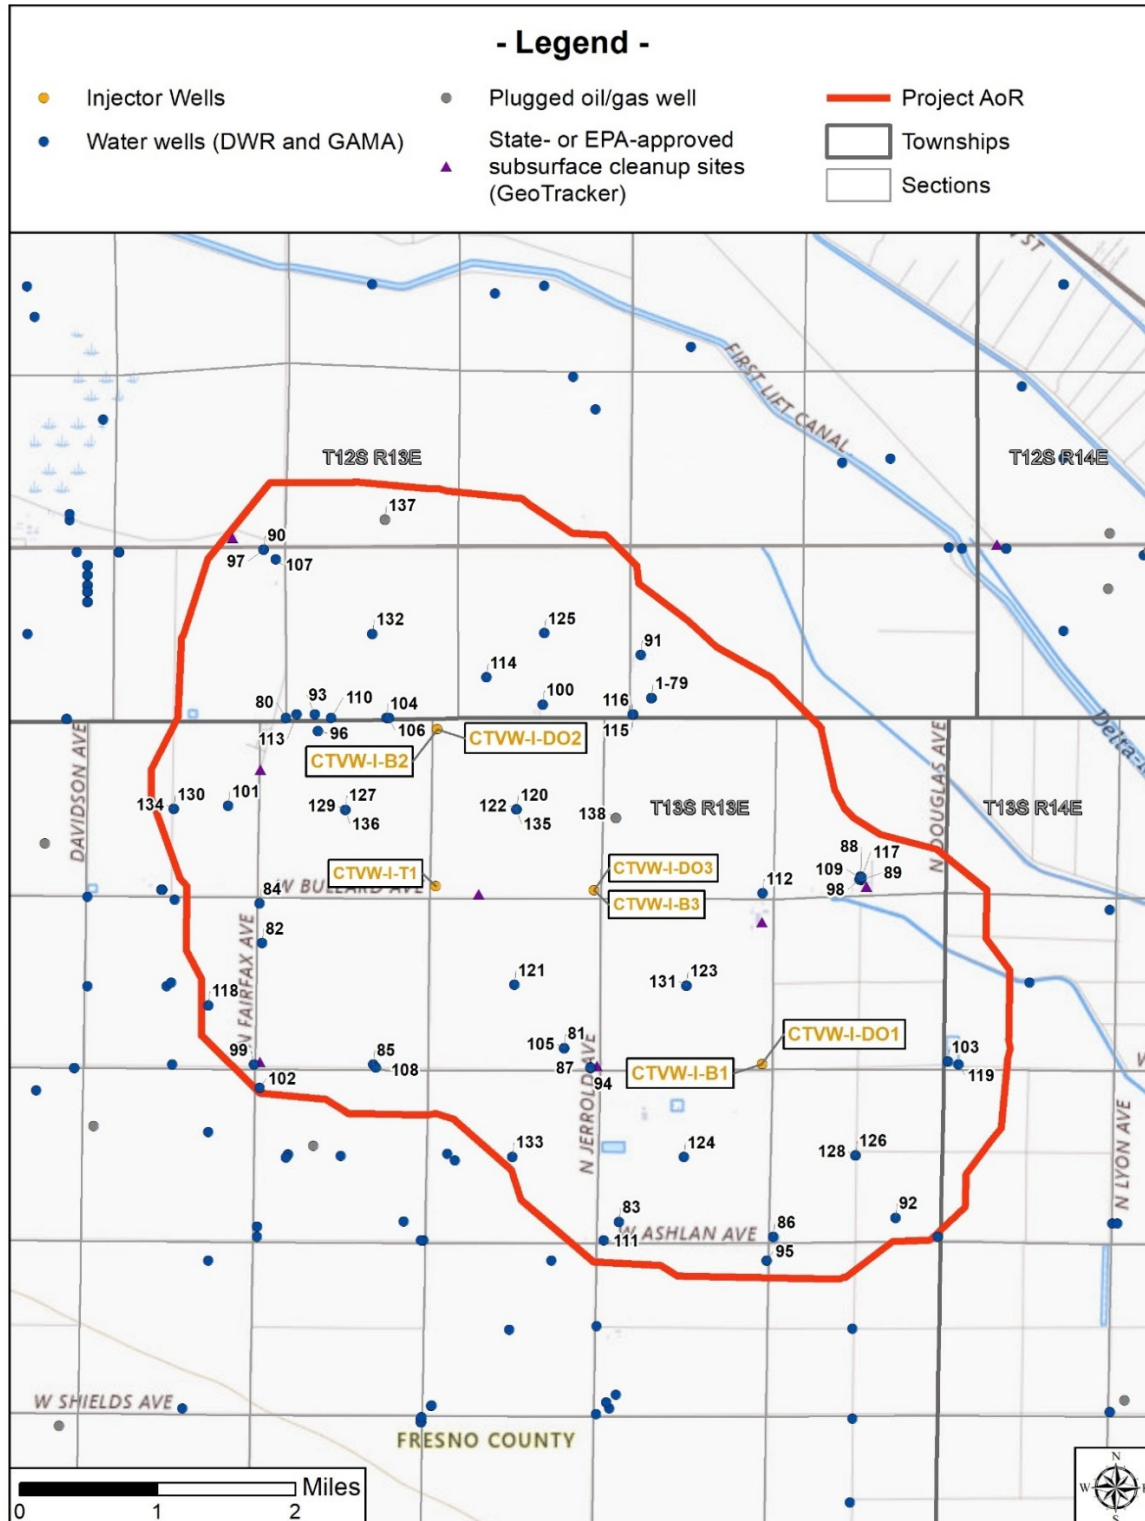 - Legend -
Injector Wells
Water wells (DWR and GAMA)
Plugged oil/gas well
State- or EPA-approved
subsurface cleanup sites
(GeoTracker)
Project AoR
Townships
Sections
ST
FIRST LIFT CANAL
T12S R13E
T12S R14E
137
90
97
107
132
125
91
114
1-79
100
116
115
80
93
110
104
113
96
106
CTVW-I-DO2
CTVW-I-B2
N DOUGLAS AVE
DAVIDSON AVE
134
130
101
127
129
136
120
122
135
138
T13S R13E
T13S R14E
88
117
109
89
98
CTVW-I-T1
W BULLARD AVE
CTVW-I-DO3
CTVW-I-B3
112
84
82
N FAIRFAX AVE
118
121
131
123
81
105
99
102
85
108
87
94
N JERROLD AVE
CTVW-I-DO1
CTVW-I-B1
103
119
W
N LYON AVE
133
124
126
128
83
111
W ASHLAN AVE
86
95
92
W SHIELDS AVE
FRESNO COUNTY
Miles
0
1
2
N
W
S